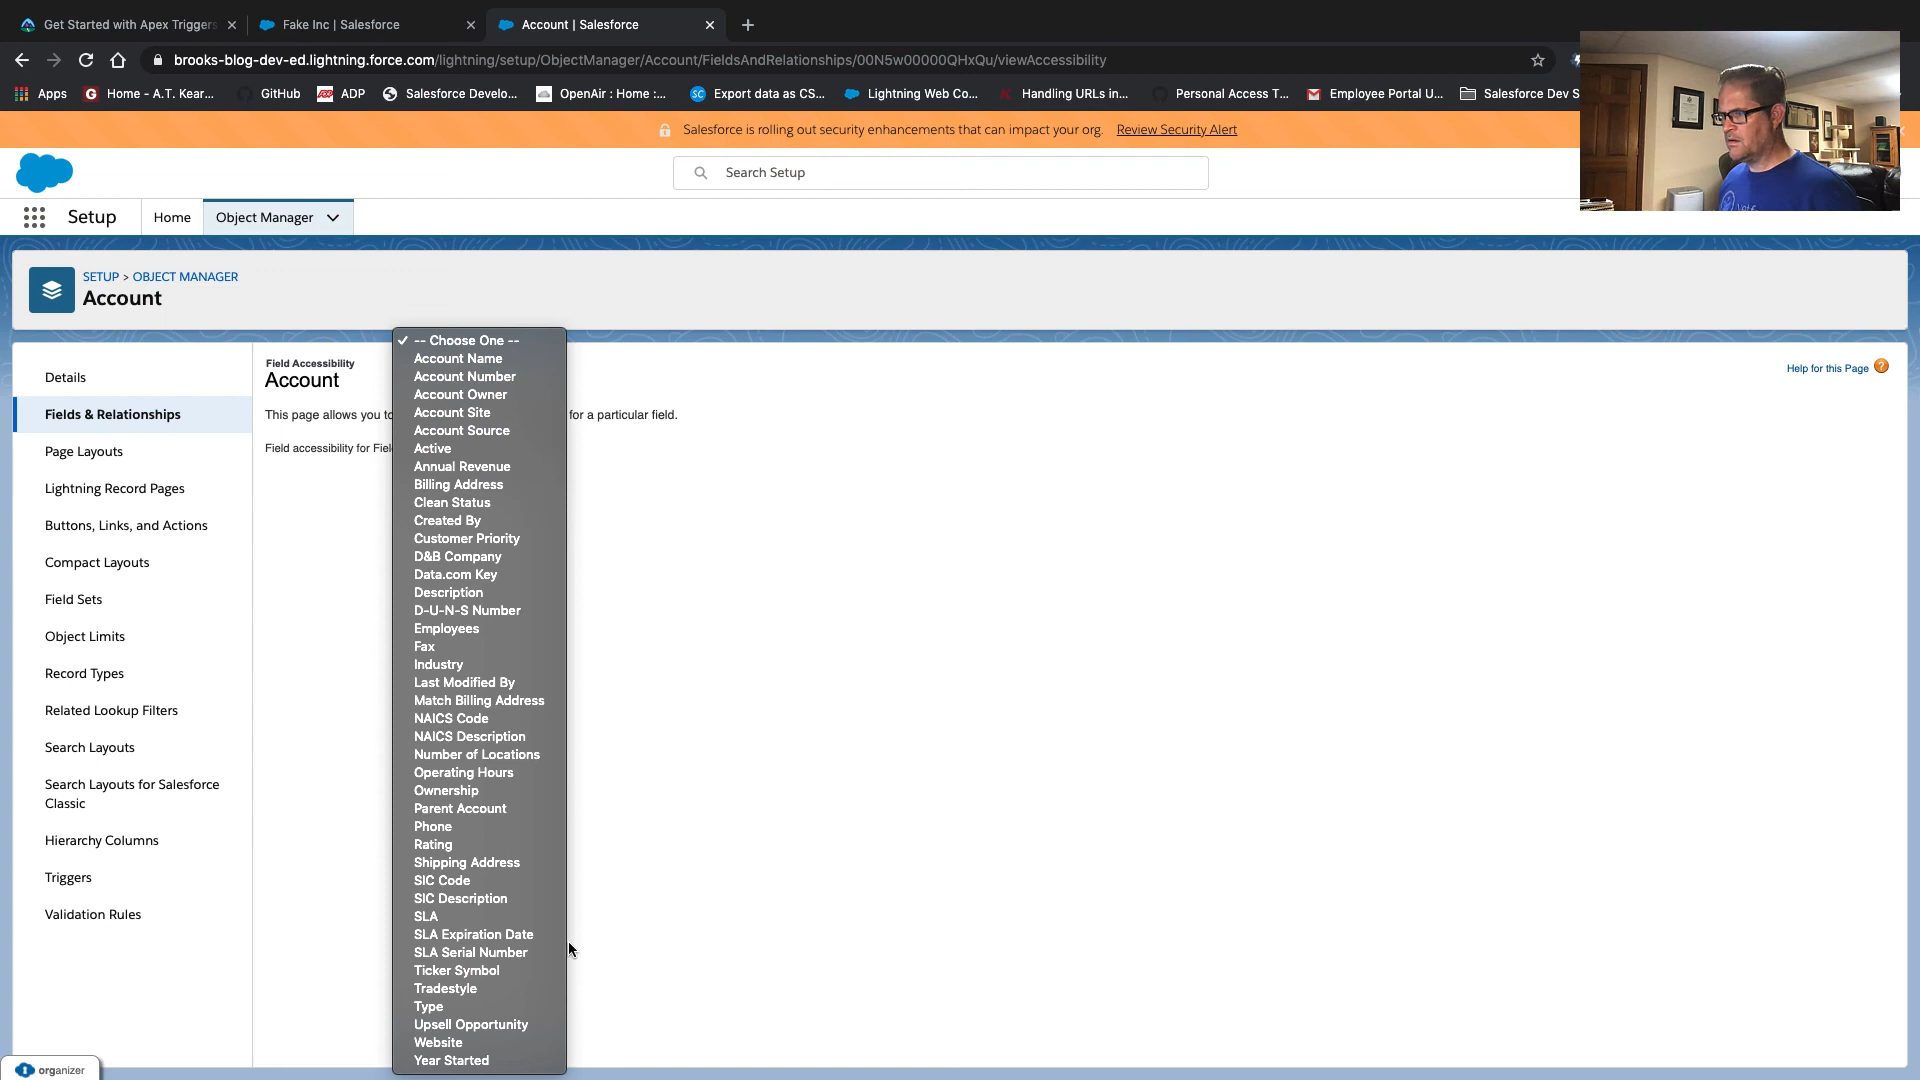 Get Started with Apex Triggers
Fake Inc | Salesforce
Account | Salesforce
brooks-blog-dev-ed.lightning.force.com/lightning/setup/ObjectManager/Account/FieldsAndRelationships/00N5w00000QHxQu/viewAccessibility
Apps
Home - A.T. Kear...
GitHub
ADP
Salesforce Develo...
OpenAir : Home :...
Export data as CS...
Lightning Web Co...
Handling URLs in...
Personal Access T...
Employee Portal U...
Salesforce Dev S
Salesforce is rolling out security enhancements that can impact your org. Review Security Alert
Search Setup
Setup
Home
Object Manager
SETUP > OBJECT MANAGER
Account
Details
Fields & Relationships
Page Layouts
Lightning Record Pages
Buttons, Links, and Actions
Compact Layouts
Field Sets
Object Limits
Record Types
Related Lookup Filters
Search Layouts
Search Layouts for Salesforce
Classic
Hierarchy Columns
Triggers
Validation Rules
Field Accessibility
Account
Help for this Page
This page allows you to
for a particular field.
Field accessibility for Fiel
-- Choose One --
Account Name
Account Number
Account Owner
Account Site
Account Source
Active
Annual Revenue
Billing Address
Clean Status
Created By
Customer Priority
D&B Company
Data.com Key
Description
D-U-N-S Number
Employees
Fax
Industry
Last Modified By
Match Billing Address
NAICS Code
NAICS Description
Number of Locations
Operating Hours
Ownership
Parent Account
Phone
Rating
Shipping Address
SIC Code
SIC Description
SLA
SLA Expiration Date
SLA Serial Number
Ticker Symbol
Tradestyle
Type
Upsell Opportunity
Website
Year Started
organizer